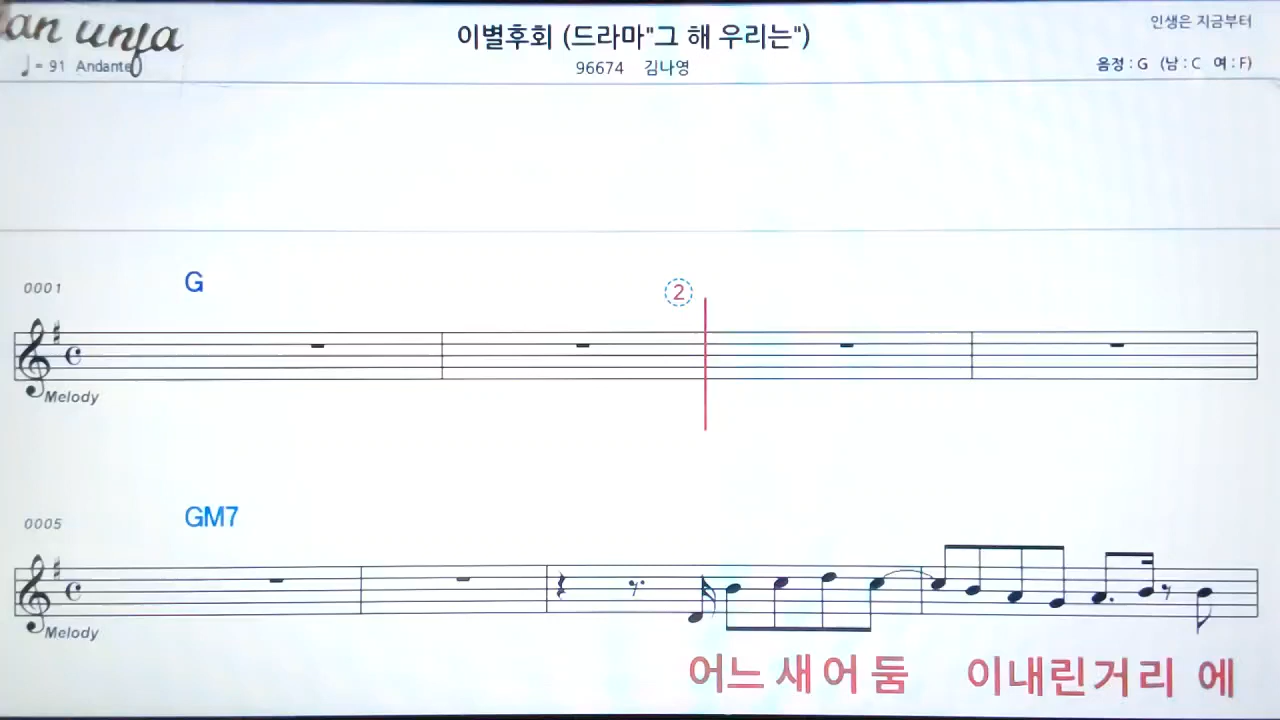 an unfa
♩ = 91 Andante
이별후회 (드라마"그 해 우리는")
96674 김나영
인생은 지금부터
음정 : G (남 : C 여 : F)
0001
G
2
Melody
0005
GM7
Melody
어느새어둠 이내린거리 에